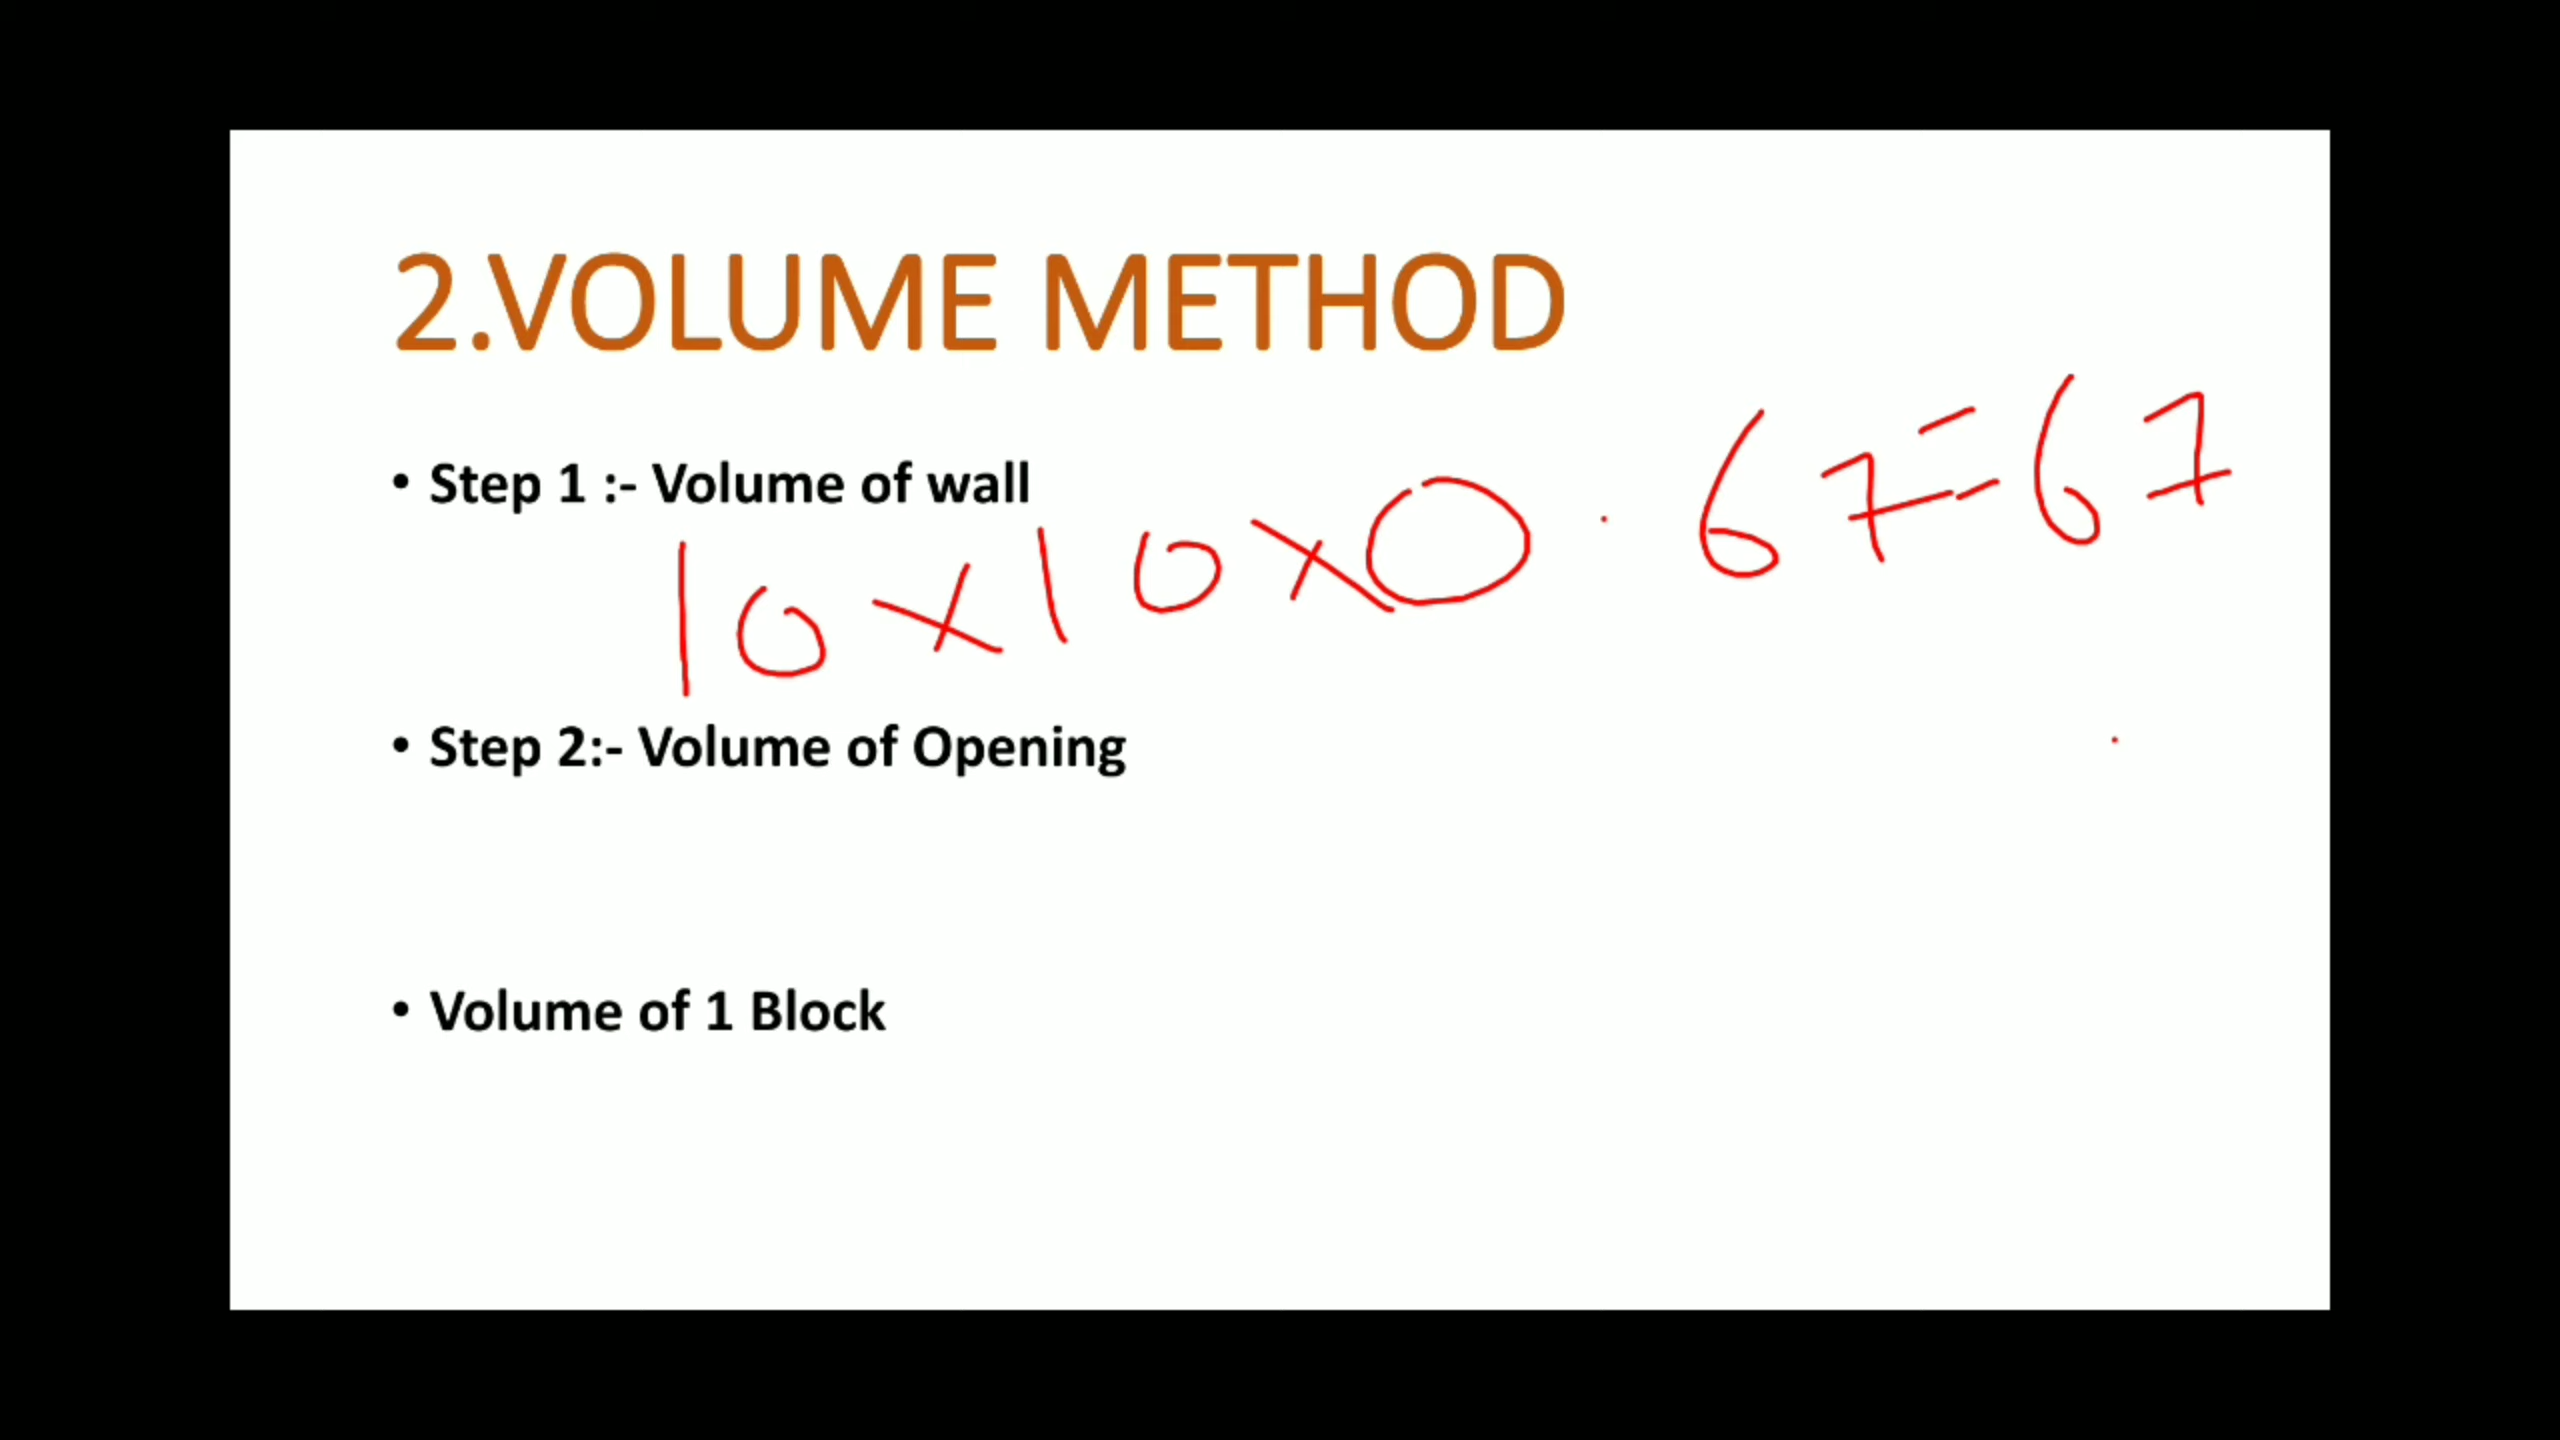 2.VOLUME METHOD
• Step 1 :- Volume of wall
10x10x0.67=67
• Step 2:- Volume of Opening
• Volume of 1 Block